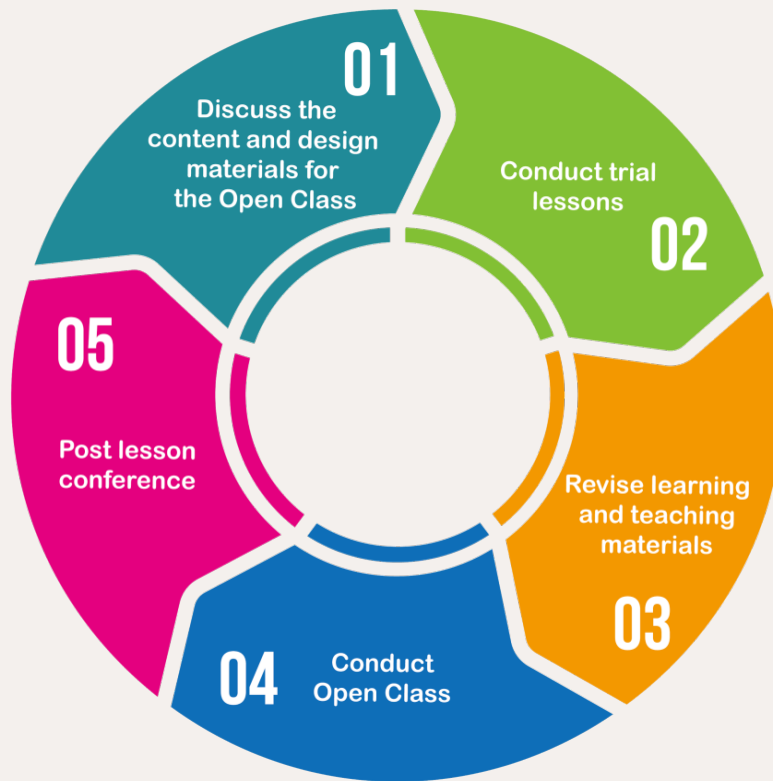 01
Discuss the
content and design
materials for
the Open Class
Conduct trial
lessons
02
Revise learning
and teaching
materials
03
04
Conduct
Open Class
05
Post lesson
conference